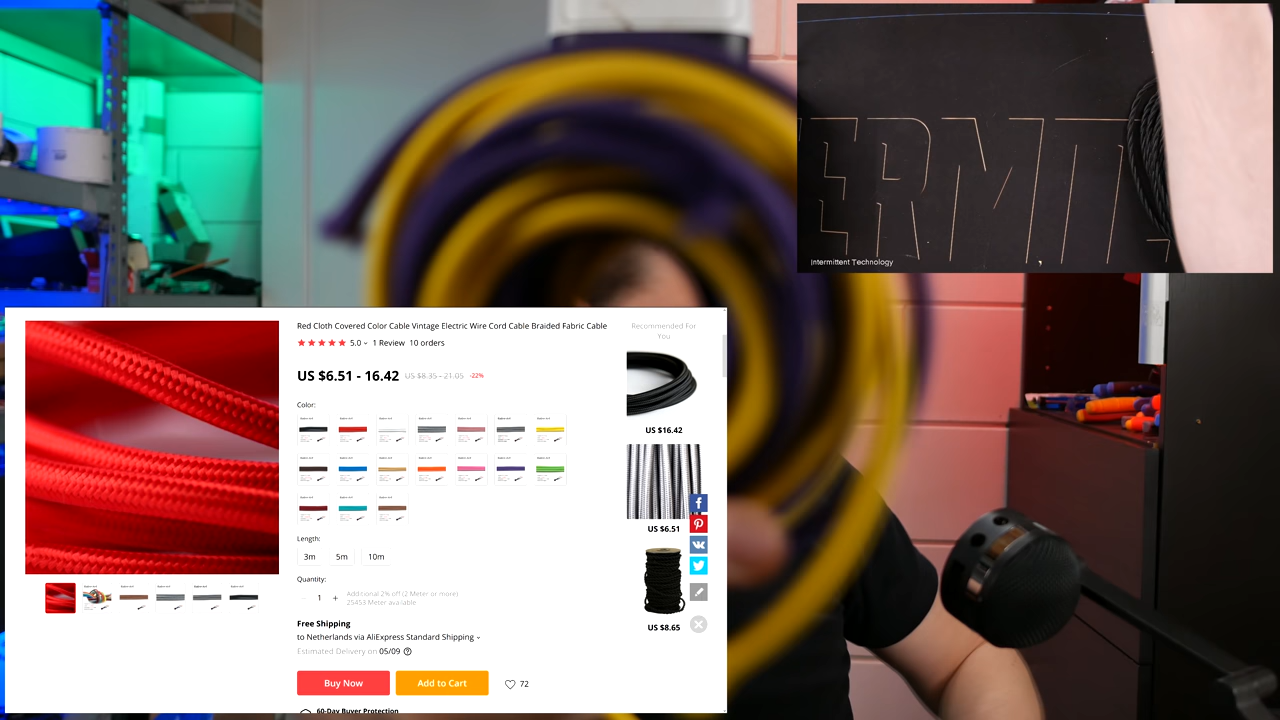 ERMIT
Intermittent Technology
Red Cloth Covered Color Cable Vintage Electric Wire Cord Cable Braided Fabric Cable
5.0 1 Review 10 orders
US $6.51 - 16.42 US $8.35 - 21.05 -22%
Color:
Length:
3m 5m 10m
Quantity:
- 1 + Additional 2% off (2 Meter or more)
25453 Meter available
Free Shipping
to Netherlands via AliExpress Standard Shipping
Estimated Delivery on 05/09
Buy Now Add to Cart 72
60-Day Buyer Protection
Recommended For
You
US $16.42
US $6.51
US $8.65